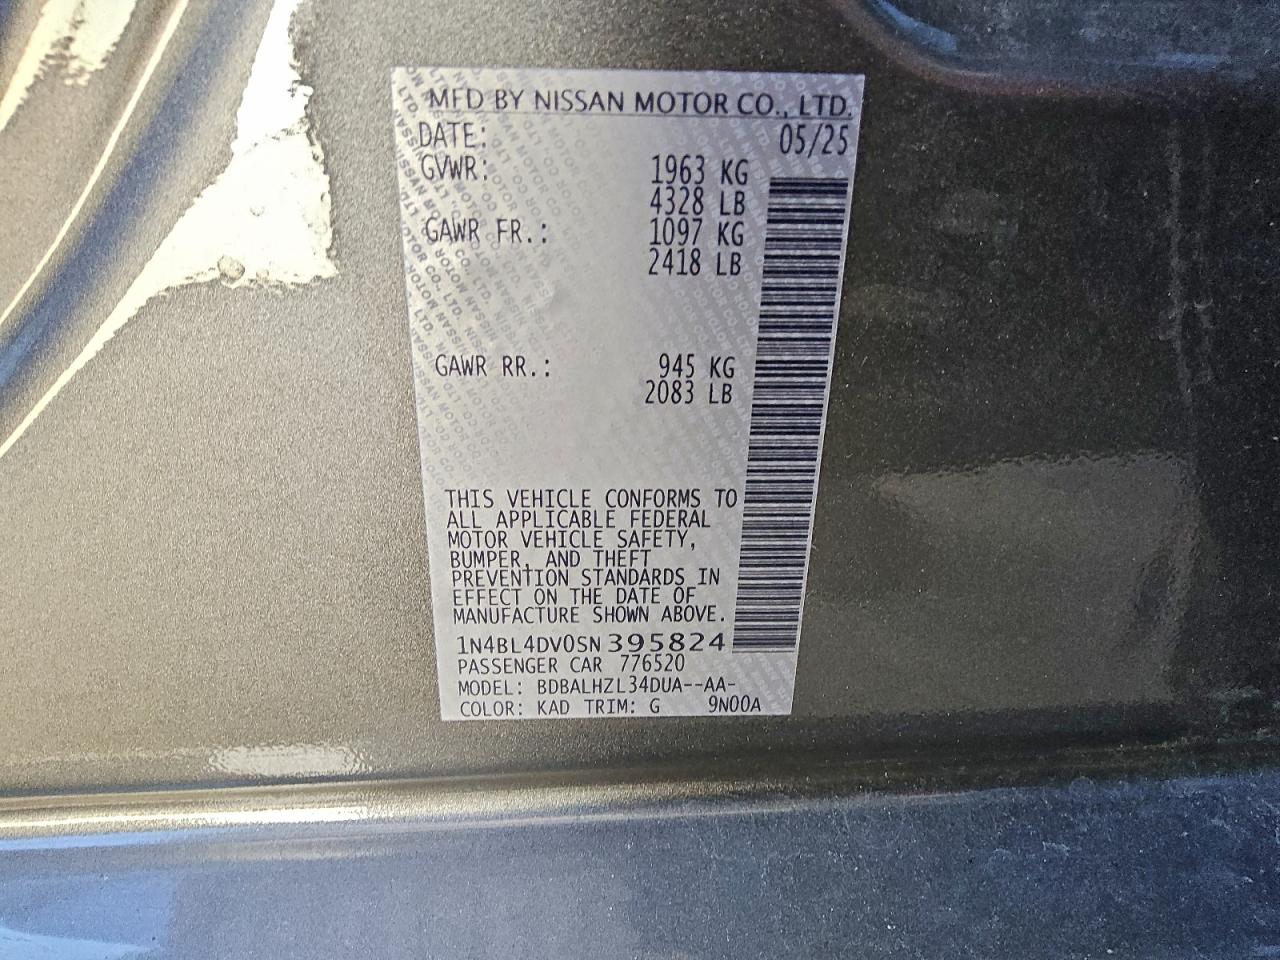 MFD BY NISSAN MOTOR CO., LTD.
DATE: 05/25
GVWR: 1963 KG
4328 LB
GAWR FR.: 1097 KG
2418 LB
GAWR RR.: 945 KG
2083 LB
THIS VEHICLE CONFORMS TO
ALL APPLICABLE FEDERAL
MOTOR VEHICLE SAFETY,
BUMPER, AND THEFT
PREVENTION STANDARDS IN
EFFECT ON THE DATE OF
MANUFACTURE SHOWN ABOVE.
1N4BL4DV0SN395824
PASSENGER CAR 776520
MODEL: BDBALHZL34DUA--AA-
COLOR: KAD TRIM: G 9N00A